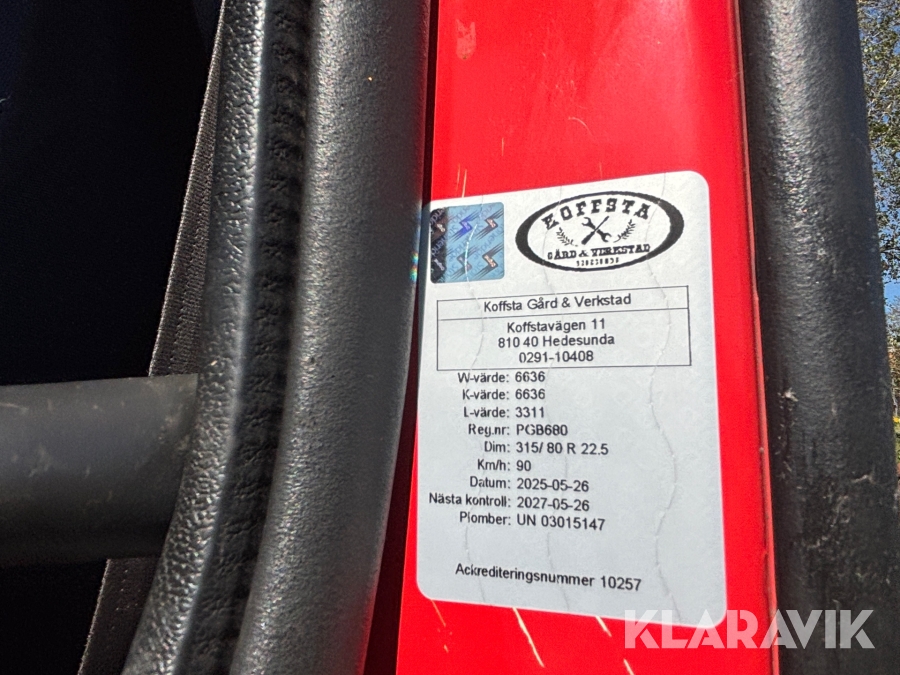 KOFFSTA
GÅRD & VERKSTAD
Koffsta Gård & Verkstad
Koffstavägen 11
810 40 Hedesunda
0291-10408
W-värde: 6636
K-värde: 6636
L-värde: 3311
Reg.nr: PGB680
Dim: 315/ 80 R 22.5
Km/h: 90
Datum: 2025-05-26
Nästa kontroll: 2027-05-26
Plomber: UN 03015147
Ackrediteringsnummer 10257
KLARAVIK